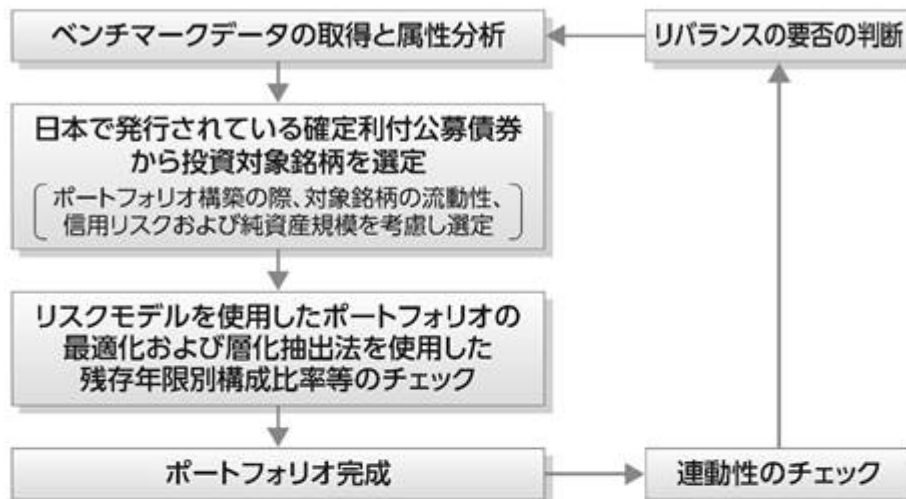 ベンチマークデータの取得と属性分析
リバランスの要否の判断
日本で発行されている確定利付公募債券
から投資対象銘柄を選定
ポートフォリオ構築の際、対象銘柄の流動性、
信用リスクおよび純資産規模を考慮し選定
リスクモデルを使用したポートフォリオの
最適化および層化抽出法を使用した
残存年限別構成比率等のチェック
ポートフォリオ完成
連動性のチェック